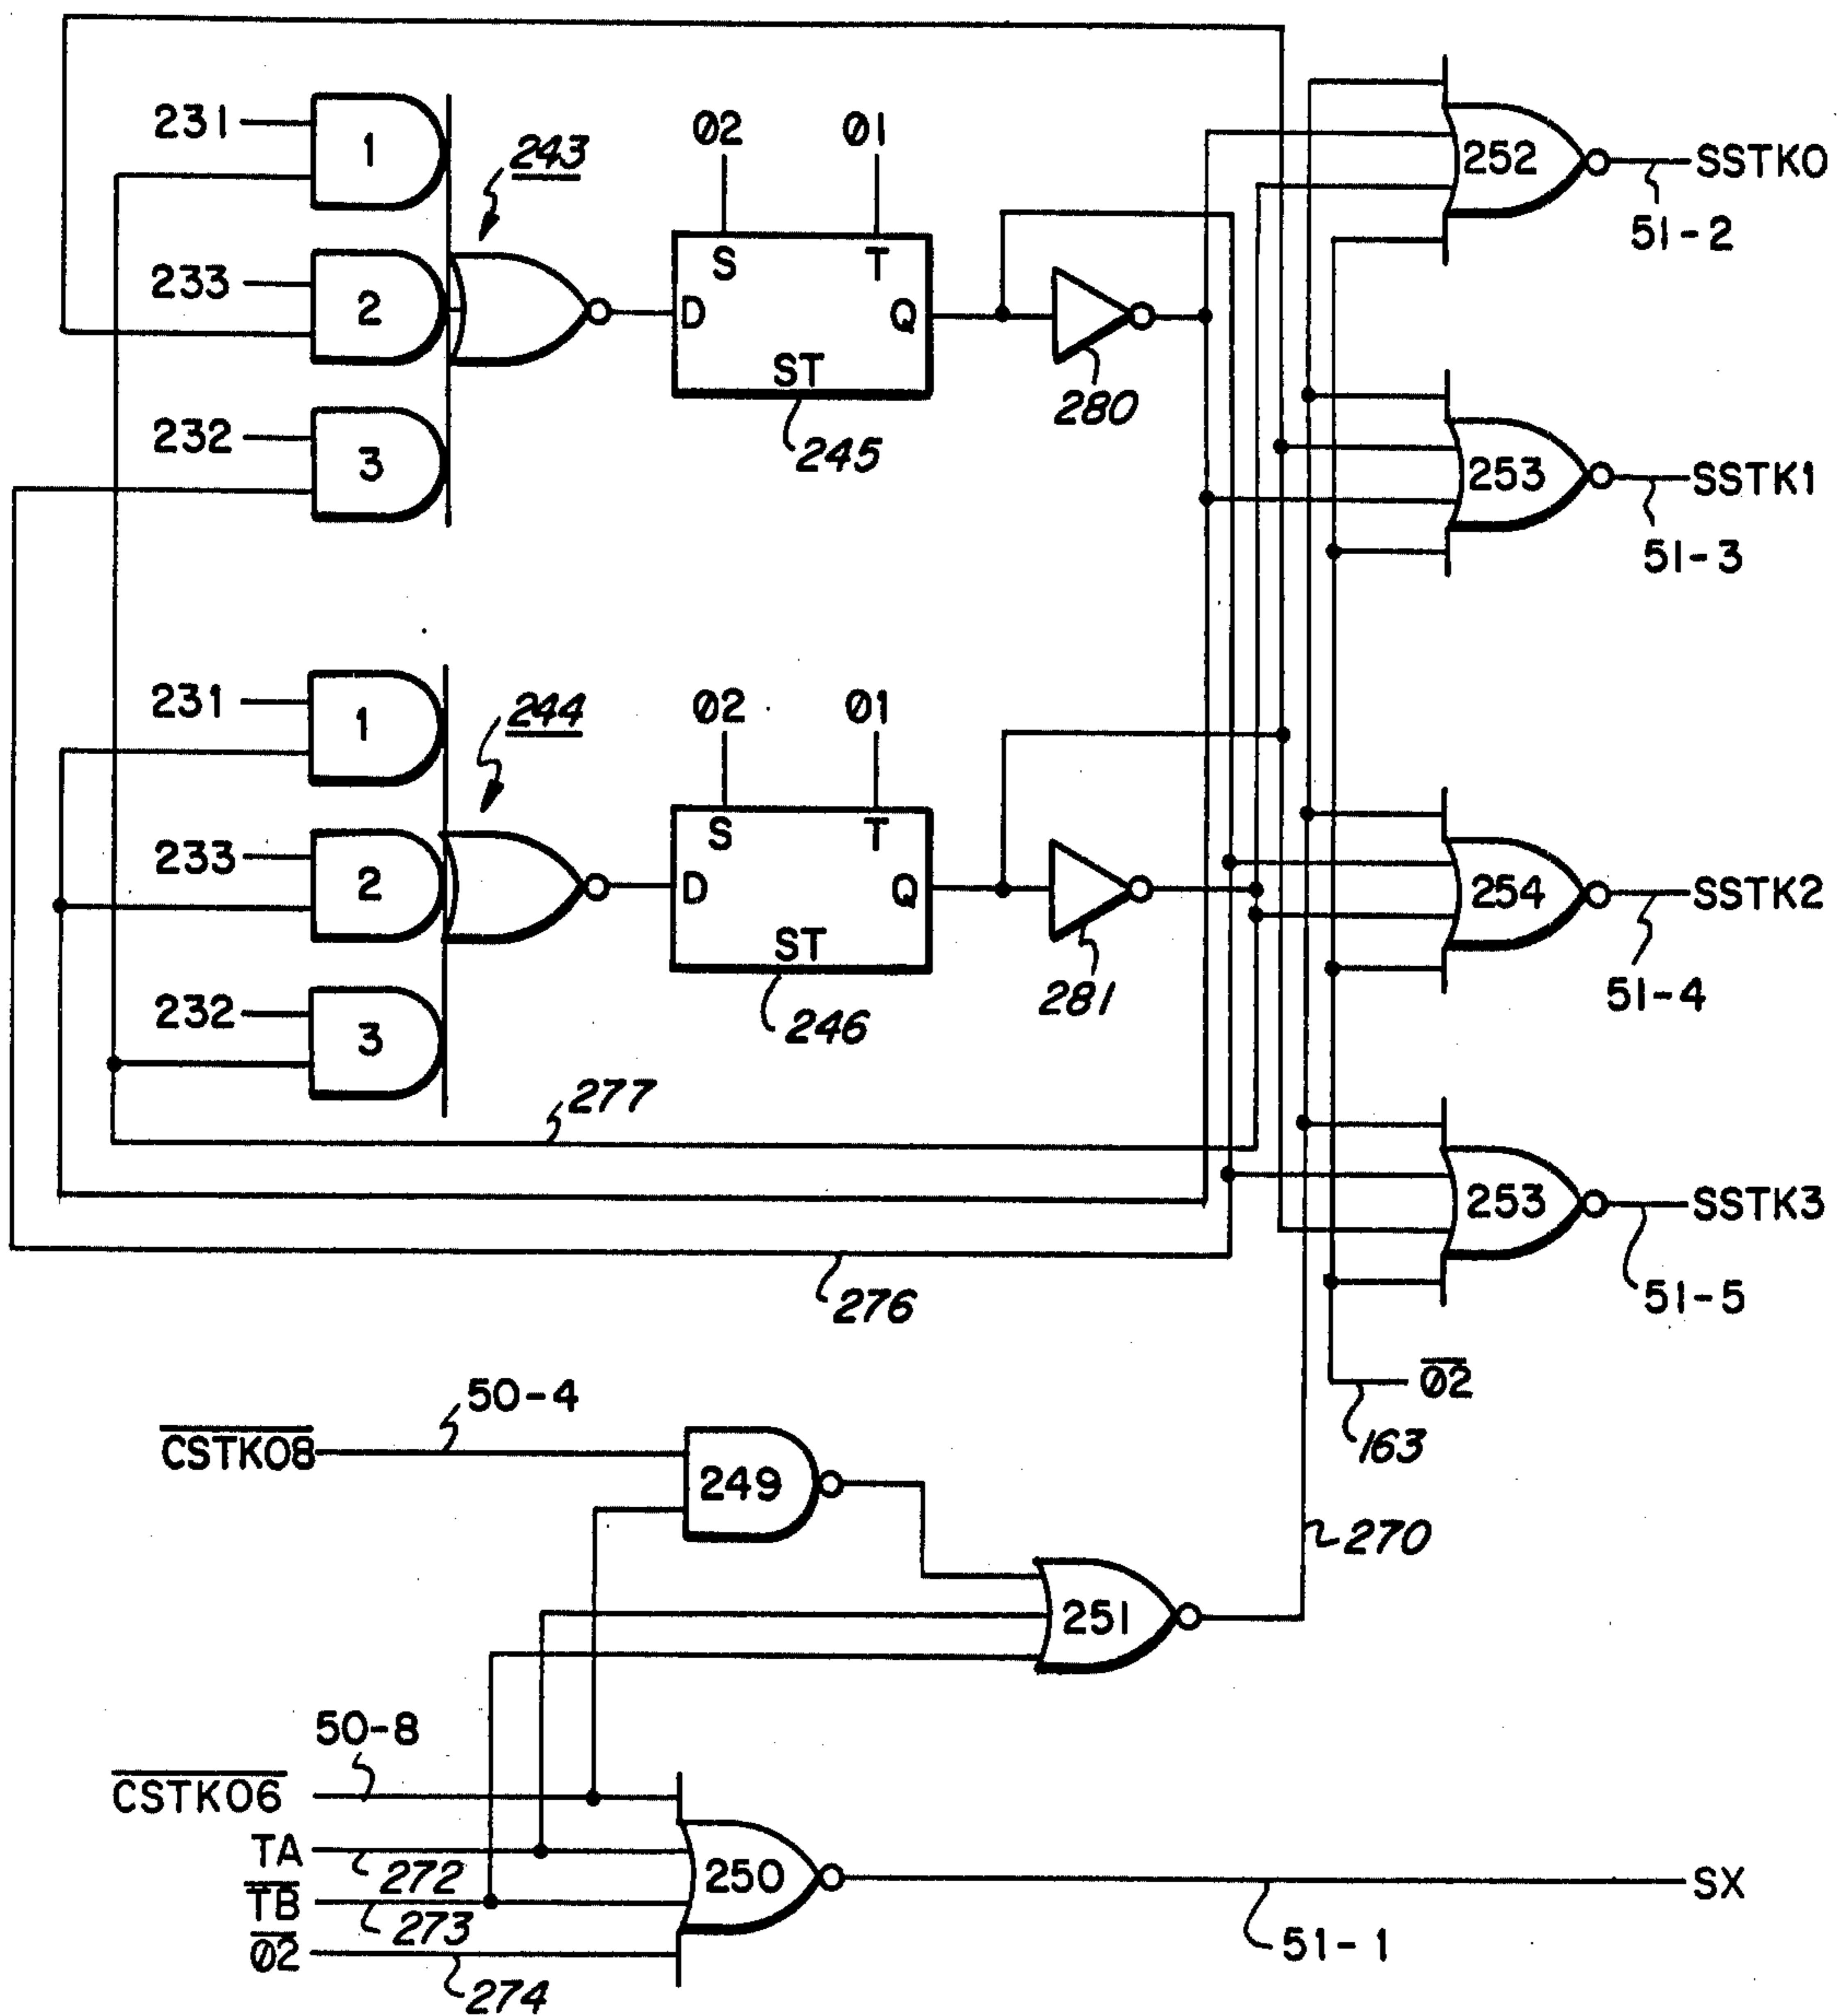 231
1
243
02
01
252
SSTK0
51-2
233
2
S
T
D
Q
ST
280
245
232
3
253
SSTK1
51-3
231
1
244
02
01
233
2
S
T
D
Q
ST
281
246
254
SSTK2
51-4
232
3
277
253
SSTK3
51-5
276
02
163
50-4
CSTK08
249
270
251
50-8
CSTK06
TA
272
250
SX
TB
273
51-1
02
274